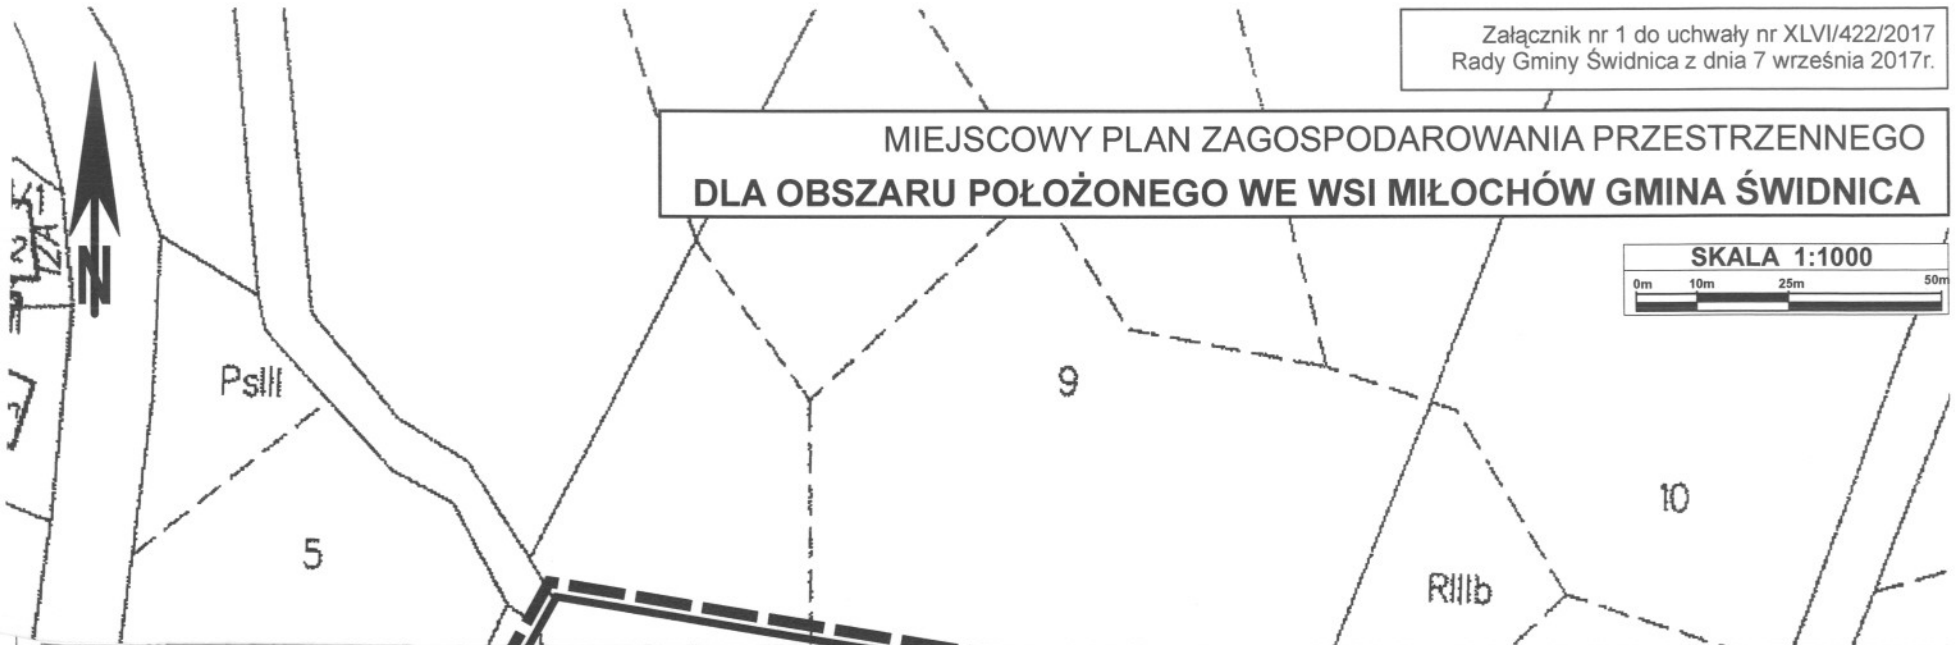 Załącznik nr 1 do uchwały nr XLVI/422/2017
Rady Gminy Świdnica z dnia 7 września 2017r.
MIEJSCOWY PLAN ZAGOSPODAROWANIA PRZESTRZENNEGO
DLA OBSZARU POŁOŻONEGO WE WSI MIŁOCHÓW GMINA ŚWIDNICA
SKALA 1:1000
0m 10m 25m 50m
N
PsIII
9
10
5
RIIIb